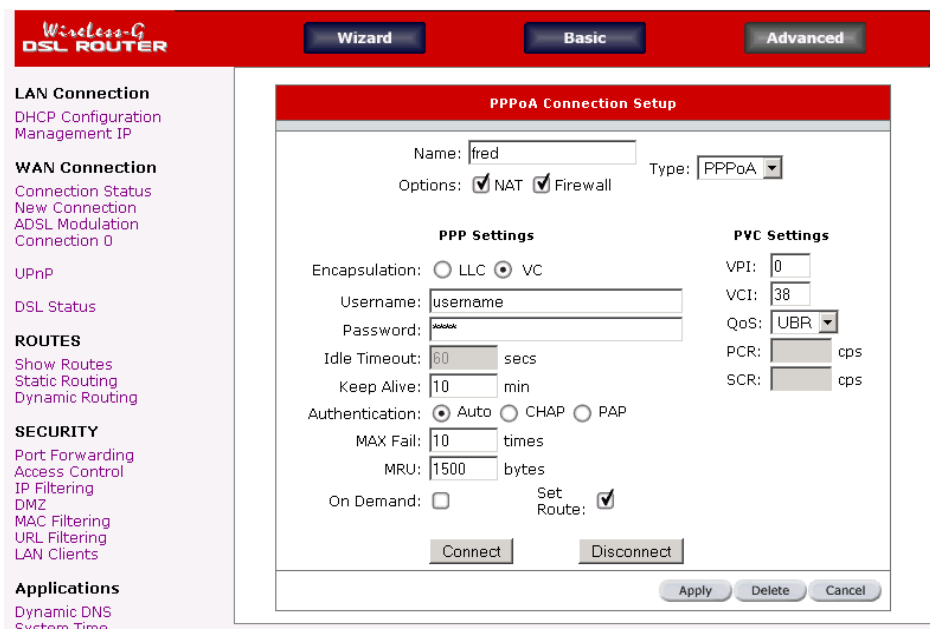 Wireless-G
DSL ROUTER
Wizard
Basic
Advanced
LAN Connection
DHCP Configuration
Management IP
WAN Connection
Connection Status
New Connection
ADSL Modulation
Connection 0
UPnP
DSL Status
ROUTES
Show Routes
Static Routing
Dynamic Routing
SECURITY
Port Forwarding
Access Control
IP Filtering
DMZ
MAC Filtering
URL Filtering
LAN Clients
Applications
Dynamic DNS
System Time
PPPoA Connection Setup
Name: fred
Type: PPPoA
Options: NAT Firewall
PPP Settings
Encapsulation: LLC VC
Username: username
Password: ****
Idle Timeout: 60 secs
Keep Alive: 10 min
Authentication: Auto CHAP PAP
MAX Fail: 10 times
MRU: 1500 bytes
On Demand:
Set
Route:
PVC Settings
VPI: 0
VCI: 38
QoS: UBR
PCR: cps
SCR: cps
Connect
Disconnect
Apply
Delete
Cancel